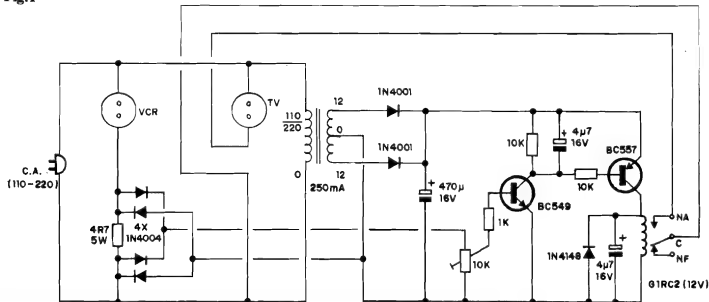 Fig.1
VCR
TV
C.A.
(110-220)
110
220
0
12
0
12
250mA
1N4001
1N4001
470µ
16V
4R7
5W
4X
1N4004
10K
1K
10K
4µ7
16V
10K
BC549
BC557
1N4148
4µ7
16V
NA
C
NF
G1RC2 (12V)